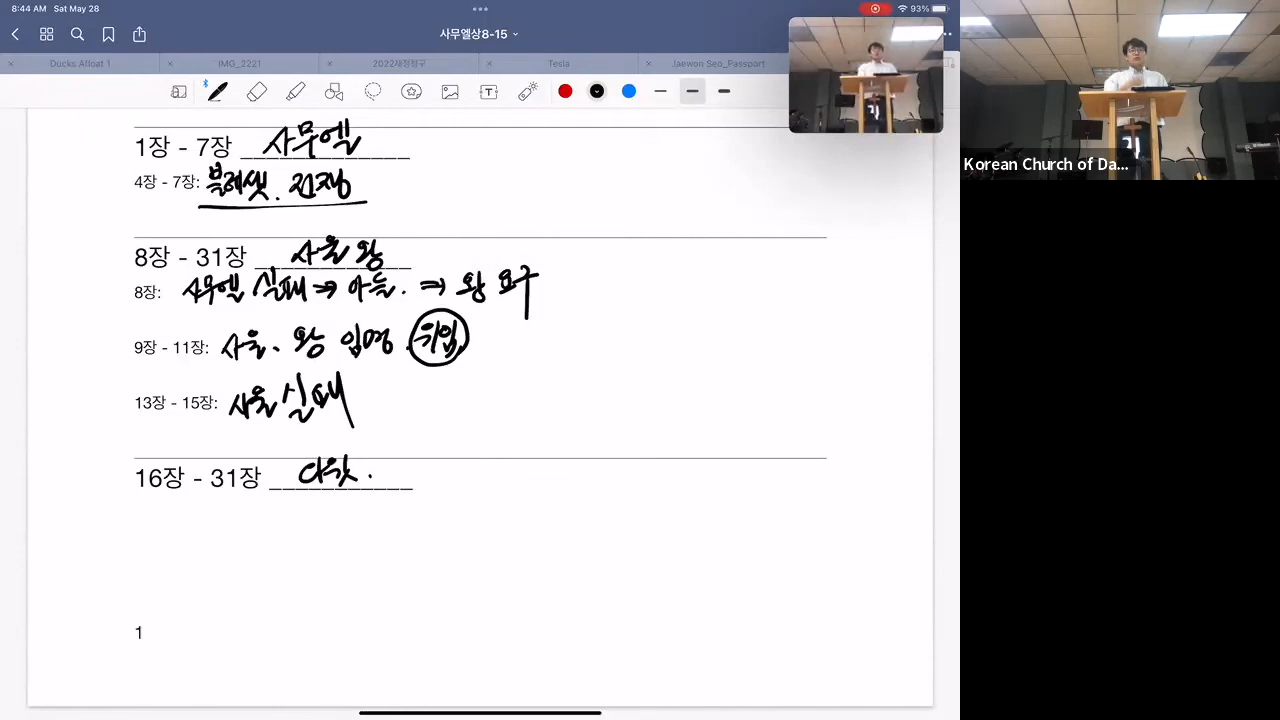 8:44 AM Sat May 28
93%
사무엘상8-15
Ducks Afloat 1
IMG_2221
2022재정청구
Tesla
Jaewon Seo_Passport
1장 - 7장 사무엘
4장 - 7장: 블레셋. 전쟁
8장 - 31장 사울 왕
8장: 사무엘 실패 → 아들. ⇒ 왕 요구
9장 - 11장: 사울. 왕 임명.
13장 - 15장: 사울 실패
16장 - 31장 다윗.
1
Korean Church of Da...